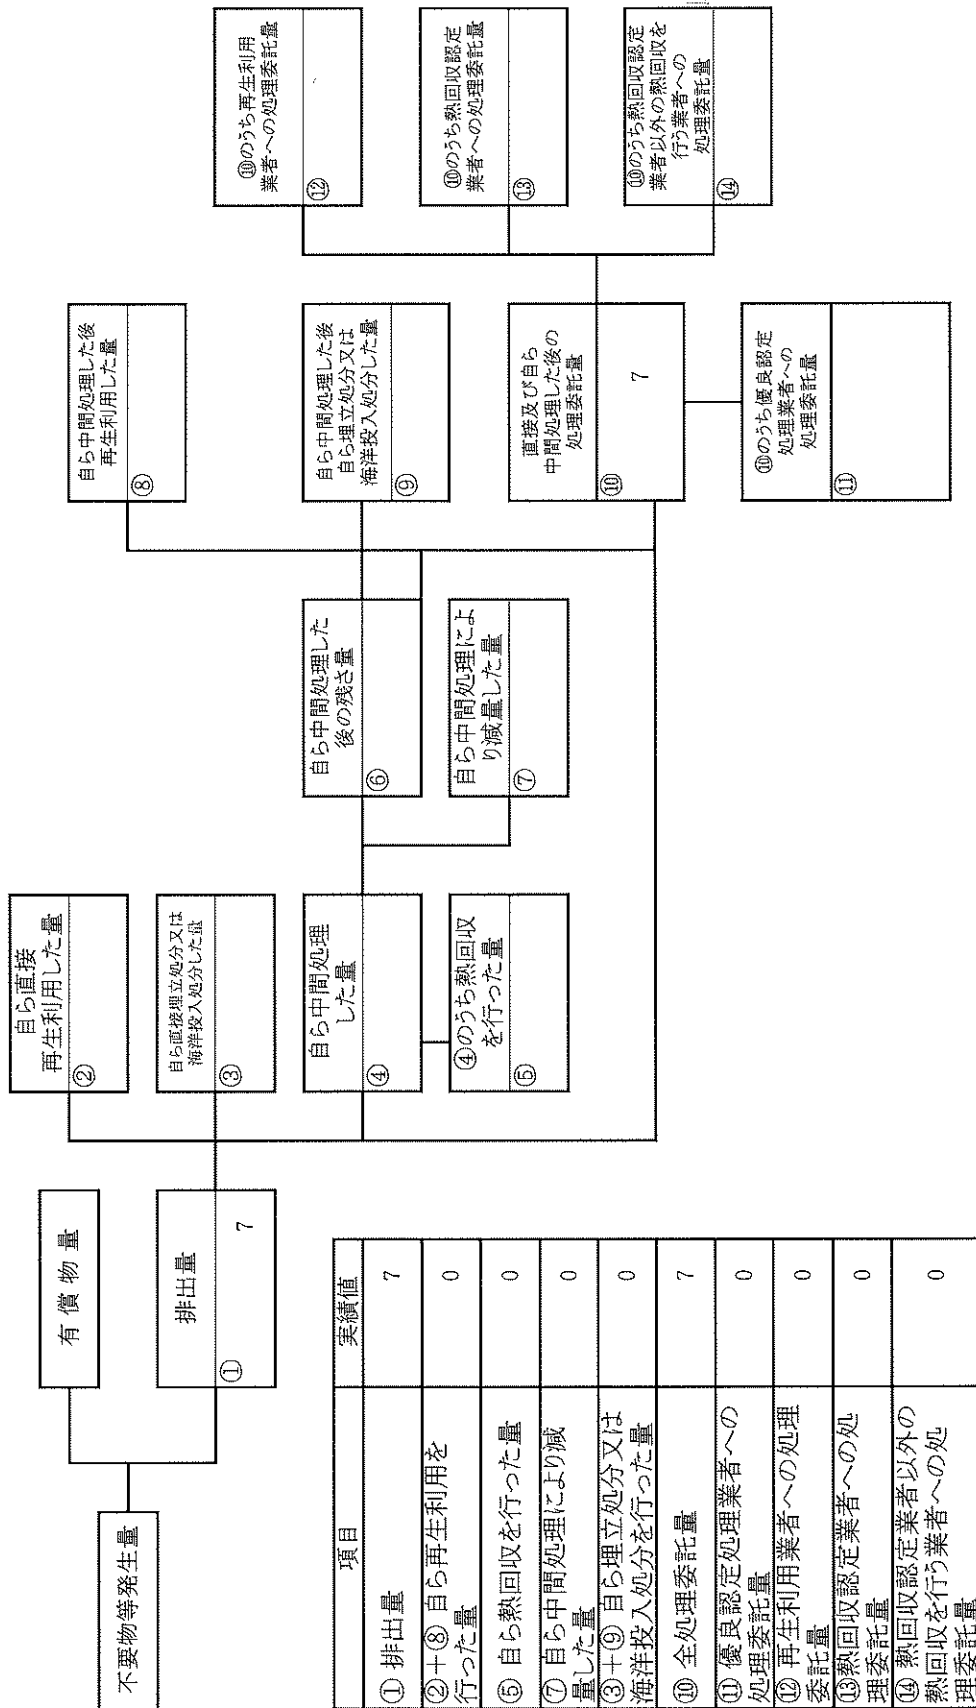 不要物等発生量
有償物量
排出量
①
7
自ら直接
再生利用した量
②
自ら直接埋立処分又は
海洋投入処分した量
③
自ら中間処理
した量
④
④のうち熱回収
を行った量
⑤
自ら中間処理した
後の残さ量
⑥
自ら中間処理によ
り減量した量
⑦
自ら中間処理した後
再生利用した量
⑧
自ら中間処理した後
自ら埋立処分又は
海洋投入処分した量
⑨
直接及び自ら
中間処理した後の
処理委託量
⑩
7
⑩のうち優良認定
処理業者への
処理委託量
⑪
⑩のうち再生利用
業者への処理委託量
⑫
⑩のうち熱回収認定
業者への処理委託量
⑬
⑩のうち熱回収認定
業者以外の熱回収を
行う業者への
処理委託量
⑭
項目 実績値
① 排出量 7
②+⑧ 自ら再生利用を
行った量 0
⑤ 自ら熱回収を行った量 0
⑦ 自ら中間処理により減
量した量 0
③+⑨ 自ら埋立処分又は
海洋投入処分を行った量 0
⑩ 全処理委託量 7
⑪ 優良認定処理業者への
処理委託量 0
⑫ 再生利用業者への処理
委託量 0
⑬熱回収認定業者への処
理委託量 0
⑭ 熱回収認定業者以外の
熱回収を行う業者への処
理委託量 0